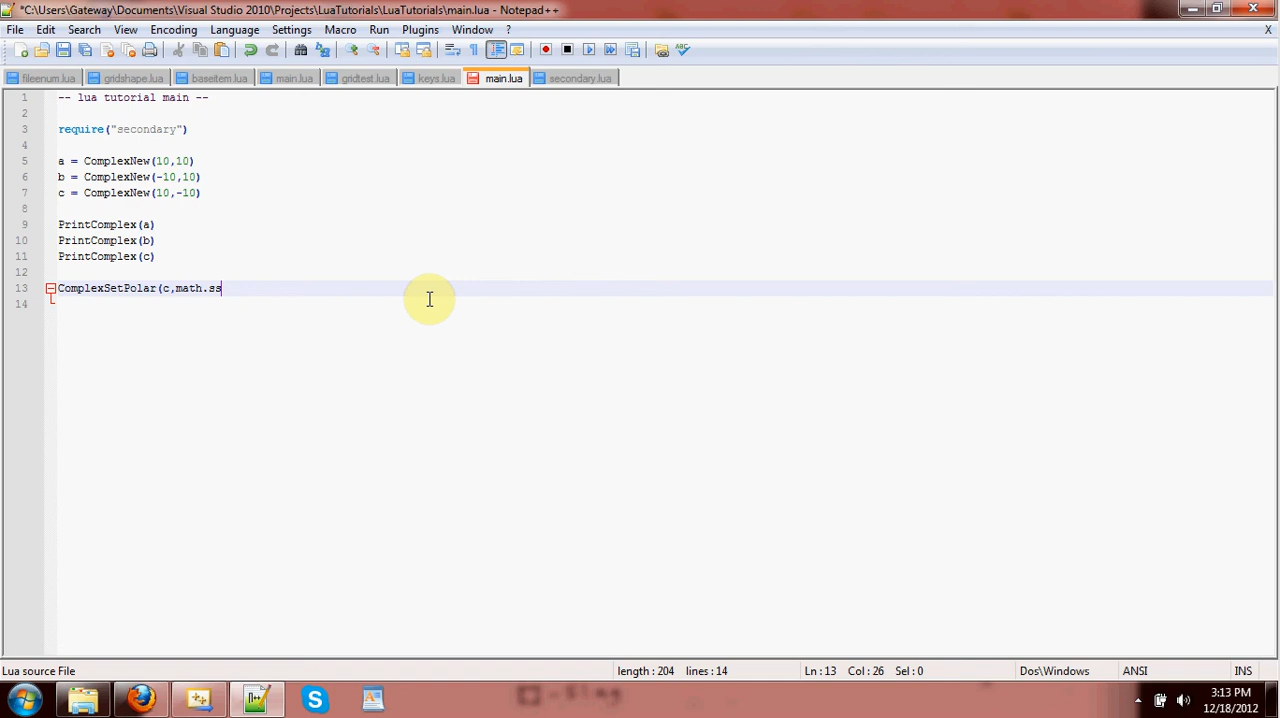 *C:\Users\Gateway\Documents\Visual Studio 2010\Projects\LuaTutorials\LuaTutorials\main.lua - Notepad++
File Edit Search View Encoding Language Settings Macro Run Plugins Window ? X
fileenum.lua gridshape.lua baseitem.lua main.lua gridtest.lua keys.lua main.lua secondary.lua
1 -- lua tutorial main --
2
3 require("secondary")
4
5 a = ComplexNew(10,10)
6 b = ComplexNew(-10,10)
7 c = ComplexNew(10,-10)
8
9 PrintComplex(a)
10 PrintComplex(b)
11 PrintComplex(c)
12
13 ComplexSetPolar(c,math.ss
14
Lua source File length : 204 lines : 14 Ln : 13 Col : 26 Sel : 0 Dos\Windows ANSI INS
3:13 PM
12/18/2012